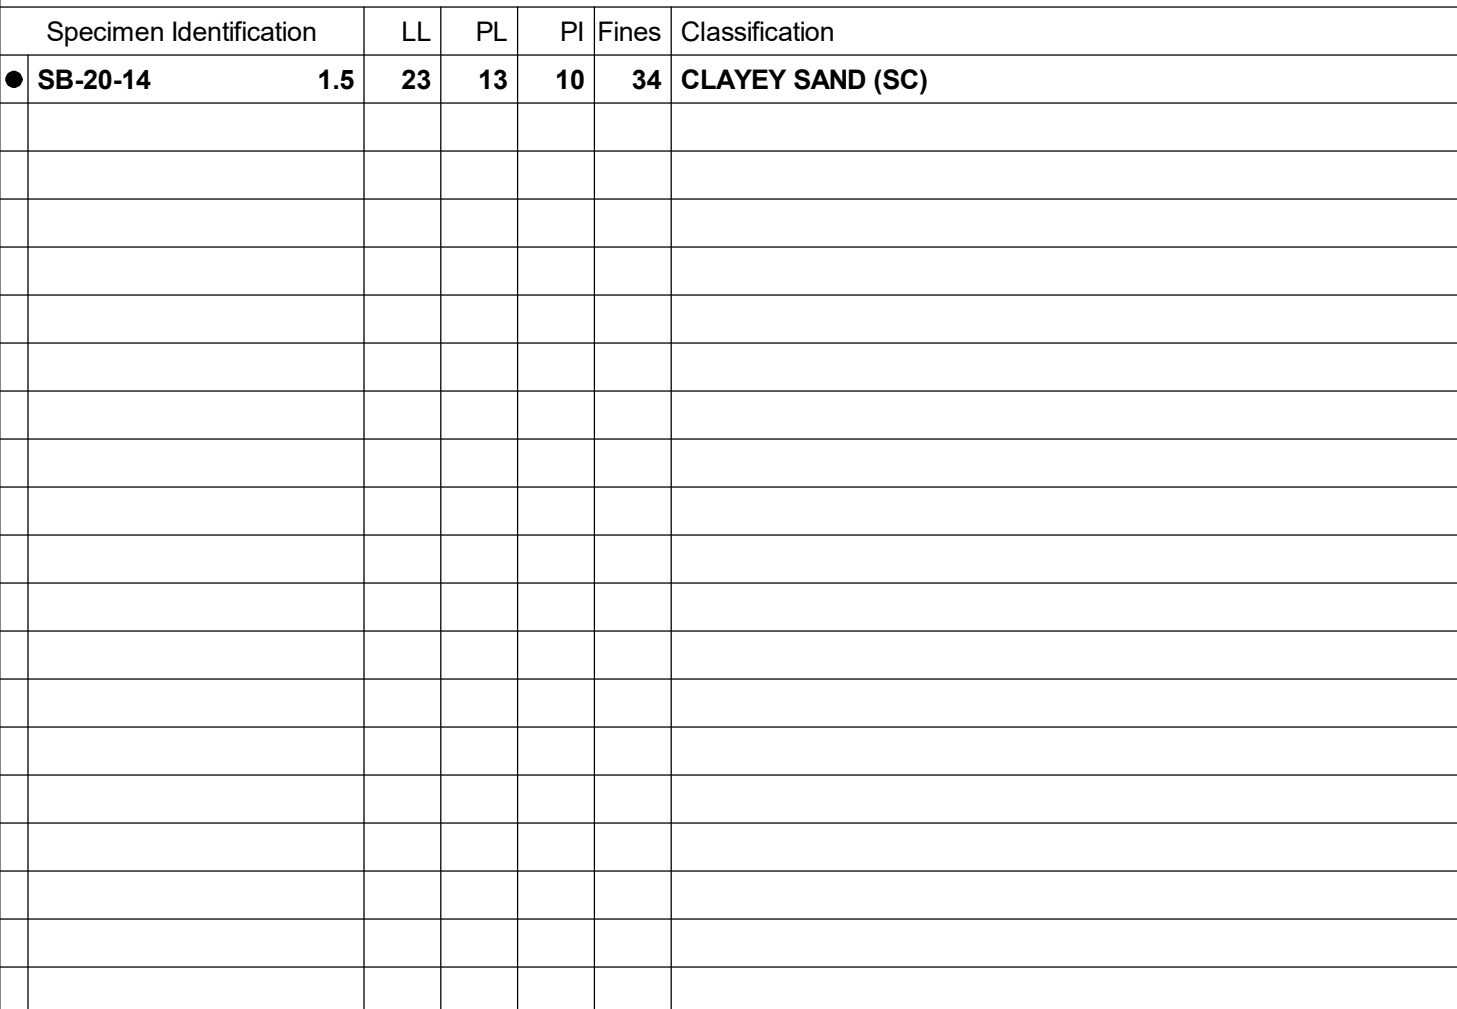 Specimen Identification LL PL PI Fines Classification
● SB-20-14 1.5 23 13 10 34 CLAYEY SAND (SC)